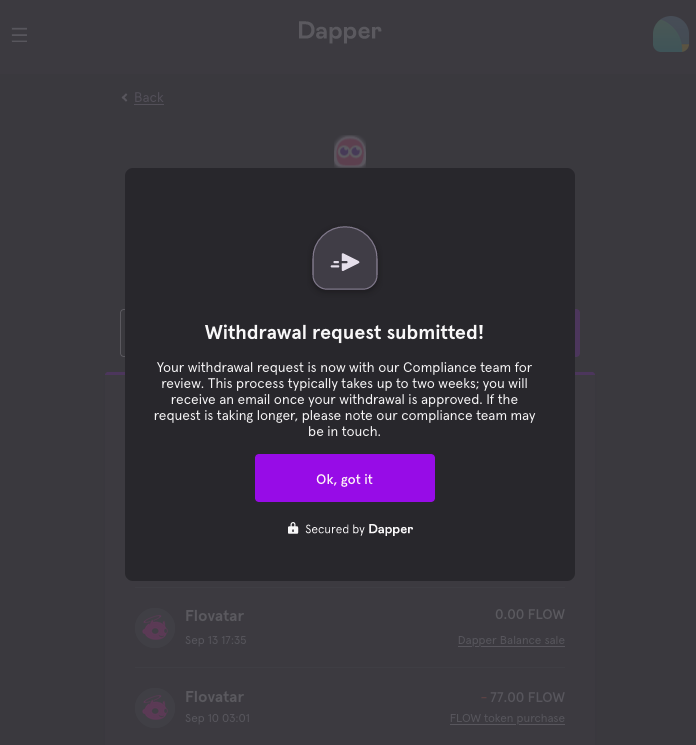 Dapper
Back
Withdrawal request submitted!
Your withdrawal request is now with our Compliance team for
review. This process typically takes up to two weeks; you will
receive an email once your withdrawal is approved. If the
request is taking longer, please note our compliance team may
be in touch.
Ok, got it
Secured by Dapper
Flovatar
0.00 FLOW
Sep 13 17:35
Dapper Balance sale
Flovatar
- 77.00 FLOW
Sep 10 03:01
FLOW token purchase